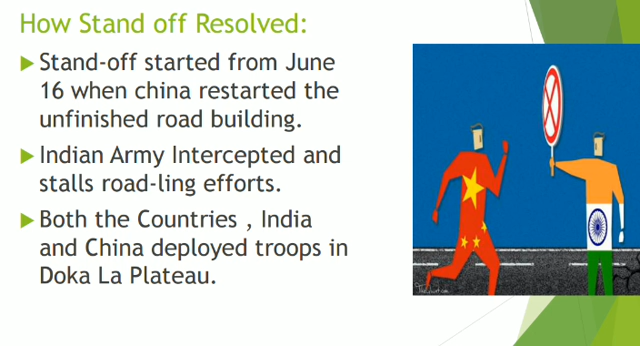 How Stand off Resolved:
Stand-off started from June
16 when china restarted the
unfinished road building.
Indian Army Intercepted and
stalls road-ling efforts.
Both the Countries , India
and China deployed troops in
Doka La Plateau.